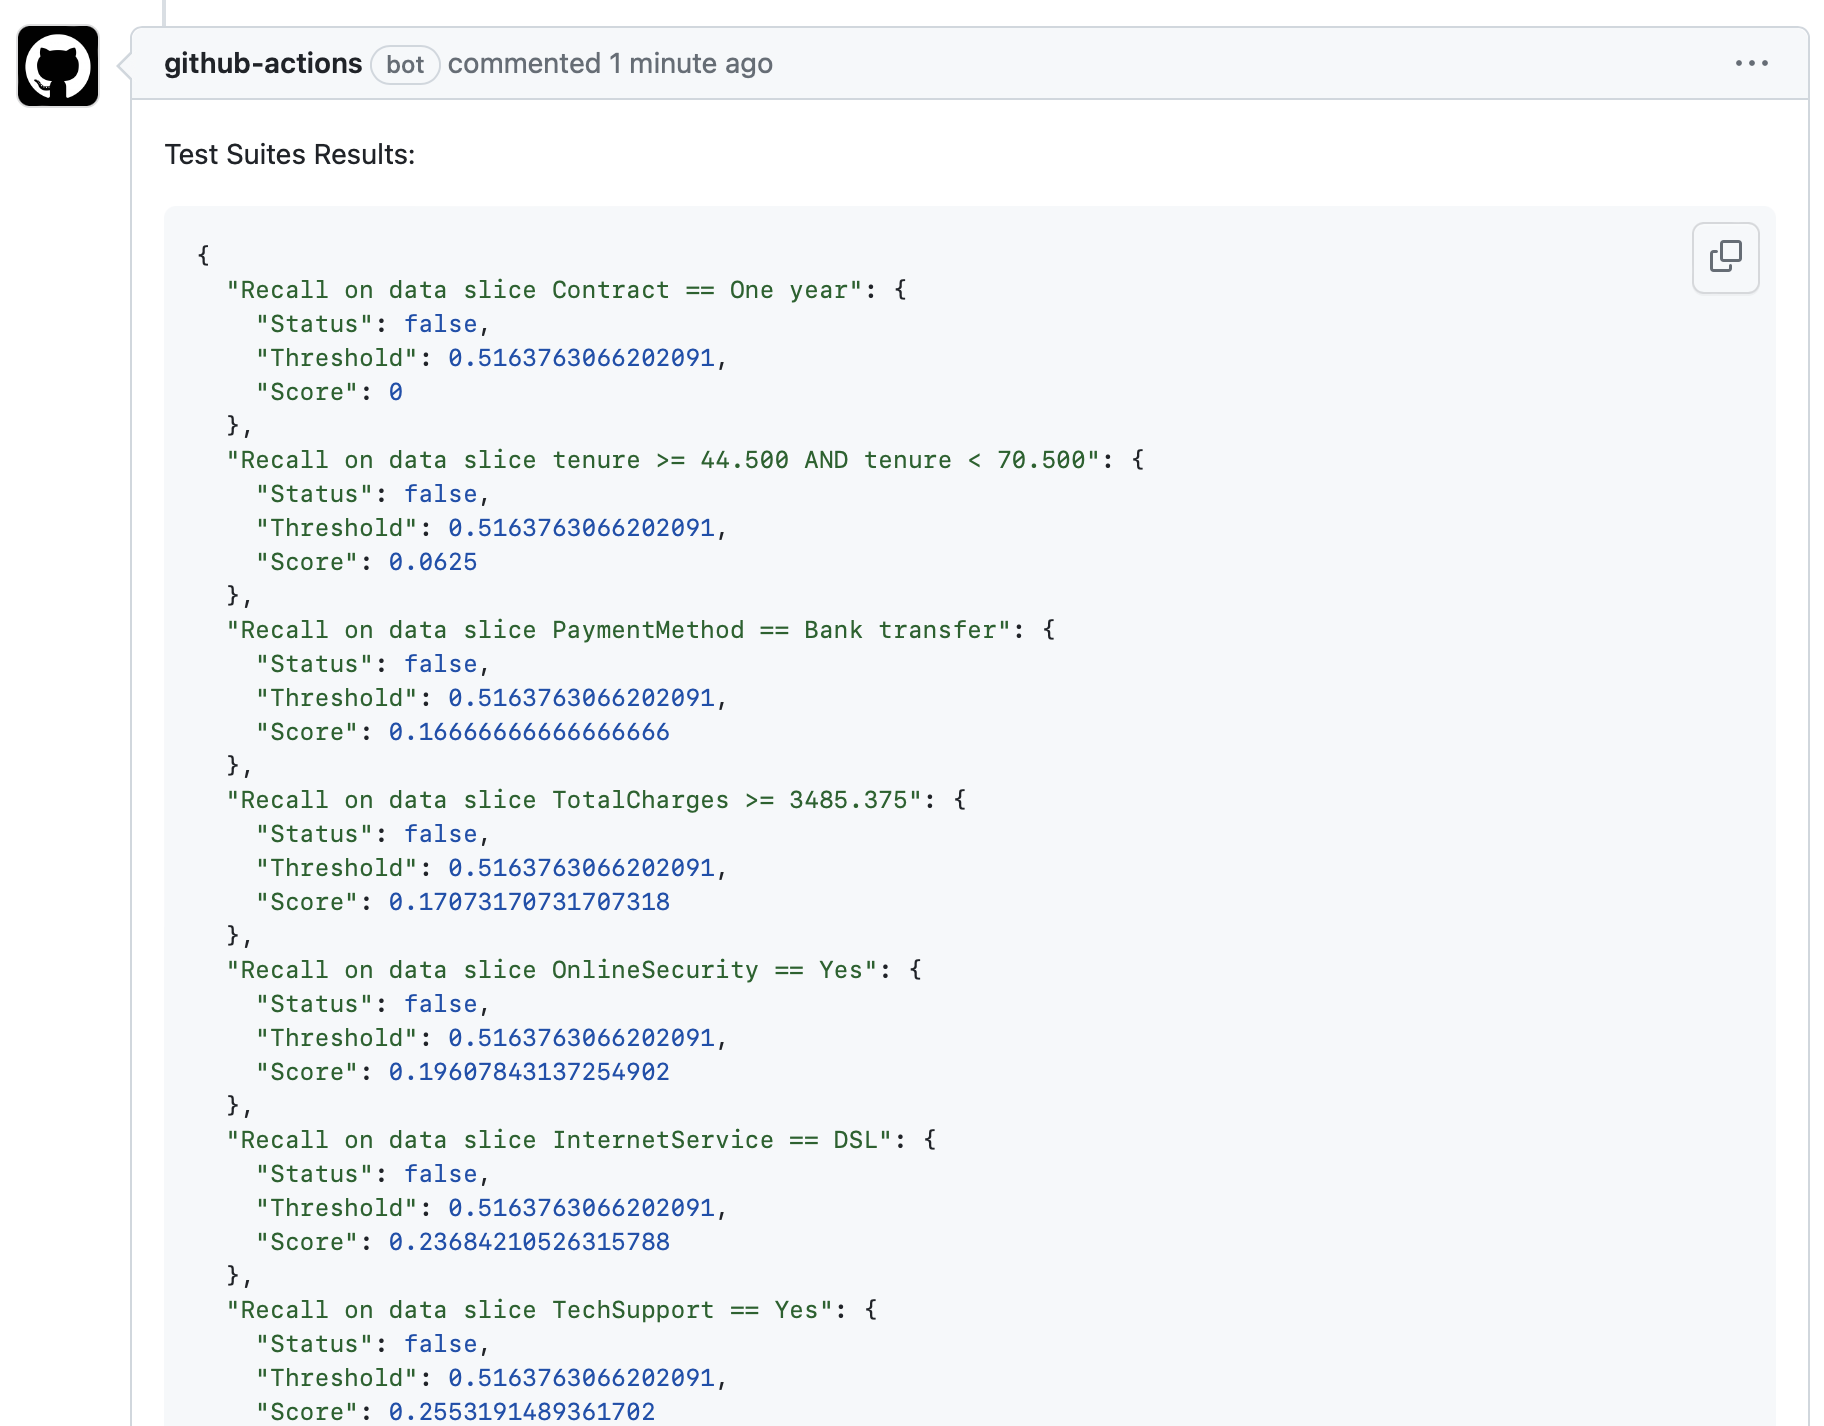 github-actions bot commented 1 minute ago
Test Suites Results:
{
  "Recall on data slice Contract == One year": {
    "Status": false,
    "Threshold": 0.5163763066202091,
    "Score": 0
  },
  "Recall on data slice tenure >= 44.500 AND tenure < 70.500": {
    "Status": false,
    "Threshold": 0.5163763066202091,
    "Score": 0.0625
  },
  "Recall on data slice PaymentMethod == Bank transfer": {
    "Status": false,
    "Threshold": 0.5163763066202091,
    "Score": 0.16666666666666666
  },
  "Recall on data slice TotalCharges >= 3485.375": {
    "Status": false,
    "Threshold": 0.5163763066202091,
    "Score": 0.17073170731707318
  },
  "Recall on data slice OnlineSecurity == Yes": {
    "Status": false,
    "Threshold": 0.5163763066202091,
    "Score": 0.19607843137254902
  },
  "Recall on data slice InternetService == DSL": {
    "Status": false,
    "Threshold": 0.5163763066202091,
    "Score": 0.23684210526315788
  },
  "Recall on data slice TechSupport == Yes": {
    "Status": false,
    "Threshold": 0.5163763066202091,
    "Score": 0.2553191489361702